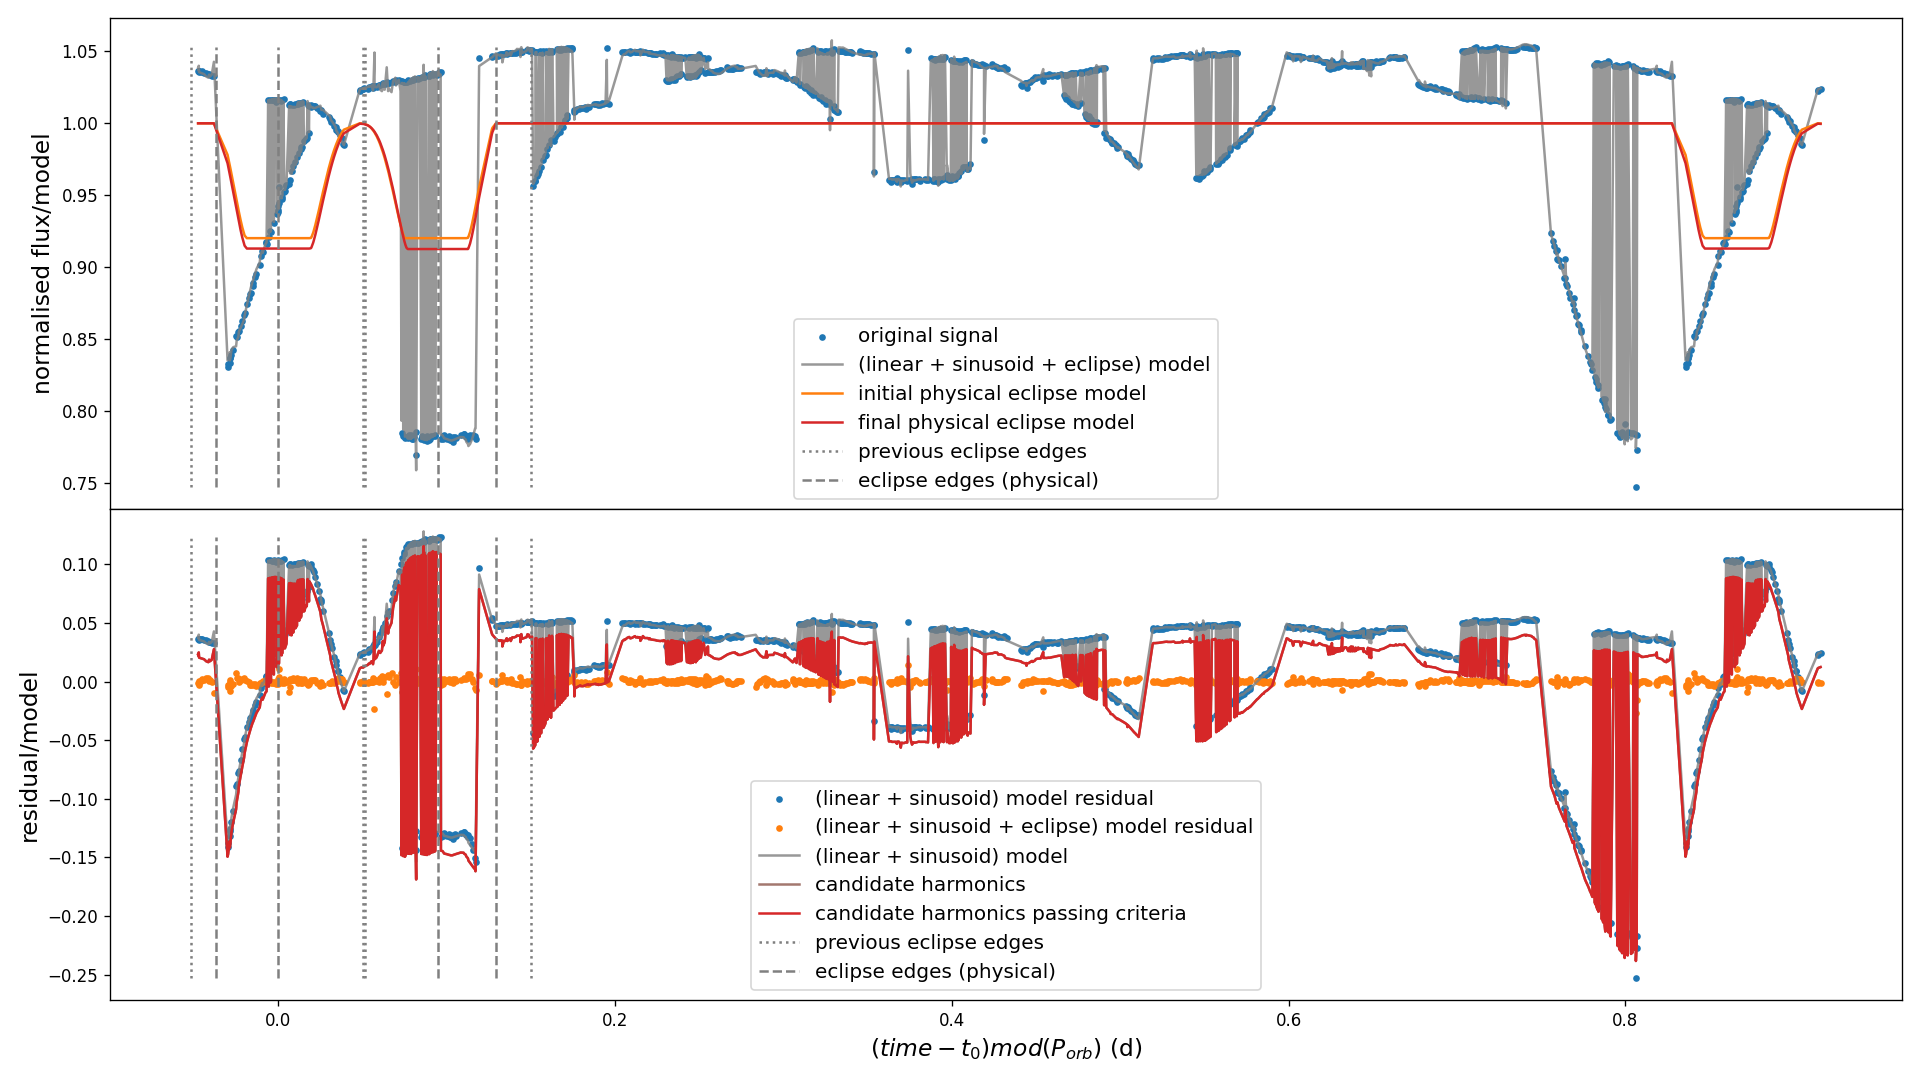 normalised flux/model
1.05
1.00
0.95
0.90
0.85
0.80
0.75
original signal
(linear + sinusoid + eclipse) model
initial physical eclipse model
final physical eclipse model
previous eclipse edges
eclipse edges (physical)
residual/model
0.10
0.05
0.00
−0.05
−0.10
−0.15
−0.20
−0.25
(linear + sinusoid) model residual
(linear + sinusoid + eclipse) model residual
(linear + sinusoid) model
candidate harmonics
candidate harmonics passing criteria
previous eclipse edges
eclipse edges (physical)
0.0 0.2 0.4 0.6 0.8
(time − t₀)mod(Pₒᵣᵦ) (d)